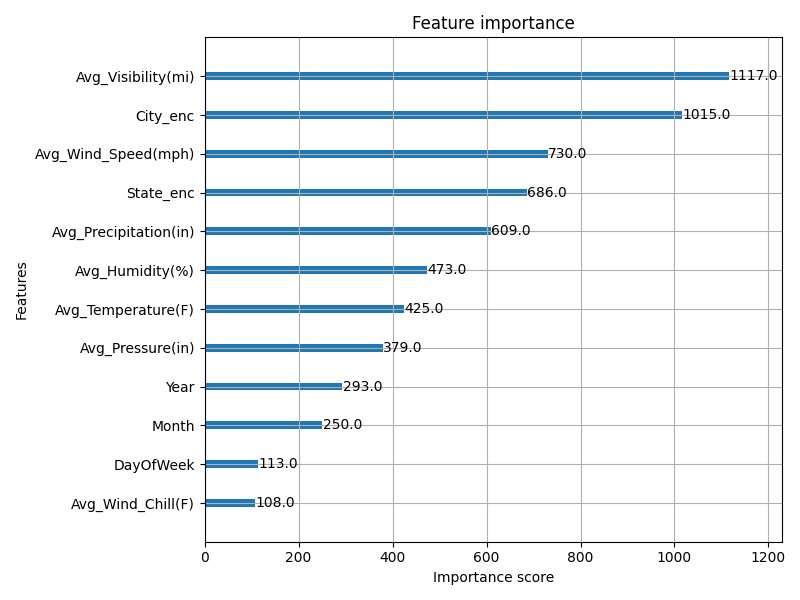 Feature importance
Avg_Visibility(mi) 1117.0
City_enc 1015.0
Avg_Wind_Speed(mph) 730.0
State_enc 686.0
Avg_Precipitation(in) 609.0
Avg_Humidity(%) 473.0
Avg_Temperature(F) 425.0
Avg_Pressure(in) 379.0
Year 293.0
Month 250.0
DayOfWeek 113.0
Avg_Wind_Chill(F) 108.0
Features
0 200 400 600 800 1000 1200
Importance score